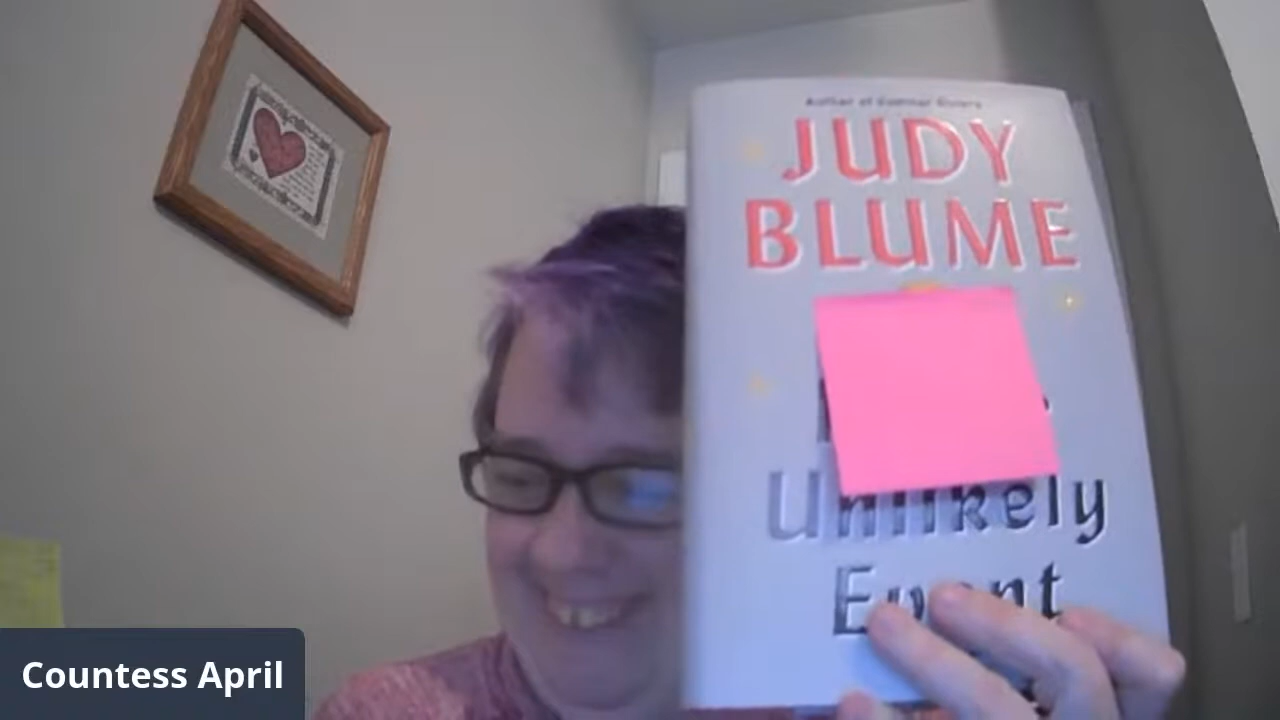 Author of Summer Sisters
JUDY
BLUME
Unlikely
Event
Countess April